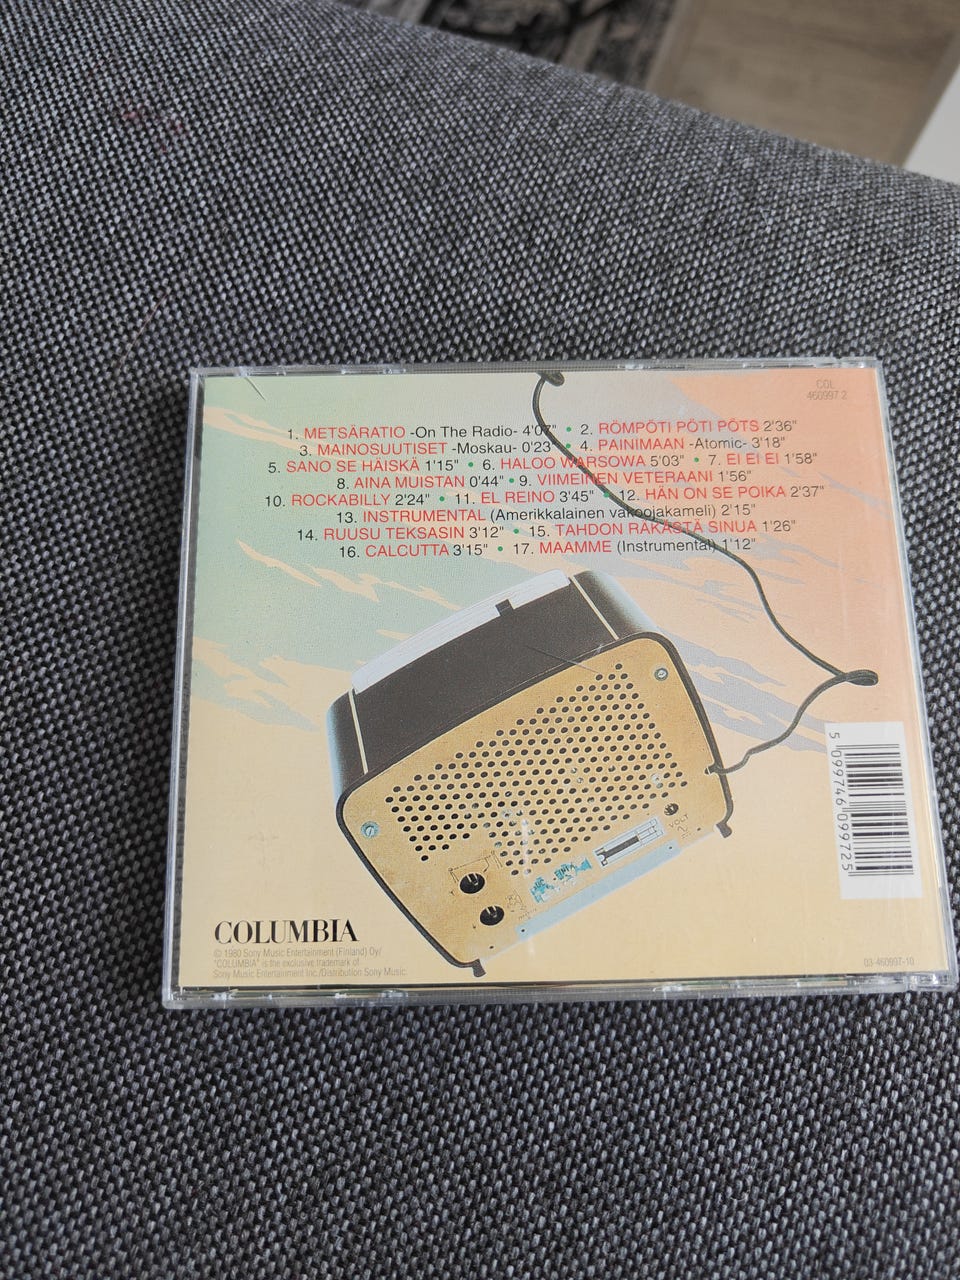 COL
460997 2
1. METSÄRATIO -On The Radio- 4'07" • 2. RÖMPÖTI PÖTI PÖTS 2'36"
3. MAINOSUUTISET -Moskau- 0'23" • 4. PAINIMAAN -Atomic- 3'18"
5. SANO SE HÄISKÄ 1'15" • 6. HALOO WARSOWA 5'03" • 7. EI EI EI 1'58"
8. AINA MUISTAN 0'44" • 9. VIIMEINEN VETERAANI 1'56"
10. ROCKABILLY 2'24" • 11. EL REINO 3'45" • 12. HÄN ON SE POIKA 2'37"
13. INSTRUMENTAL (Amerikkalainen vakoojakameli) 2'15"
14. RUUSU TEKSASIN 3'12" • 15. TAHDON RAKASTA SINUA 1'26"
16. CALCUTTA 3'15" • 17. MAAMME (Instrumental) 1'12"
VOLT
5 099746 099725
COLUMBIA
© 1980 Sony Music Entertainment (Finland) Oy/
"COLUMBIA" is the exclusive trademark of
Sony Music Entertainment Inc./Distribution Sony Music.
03-460997-10